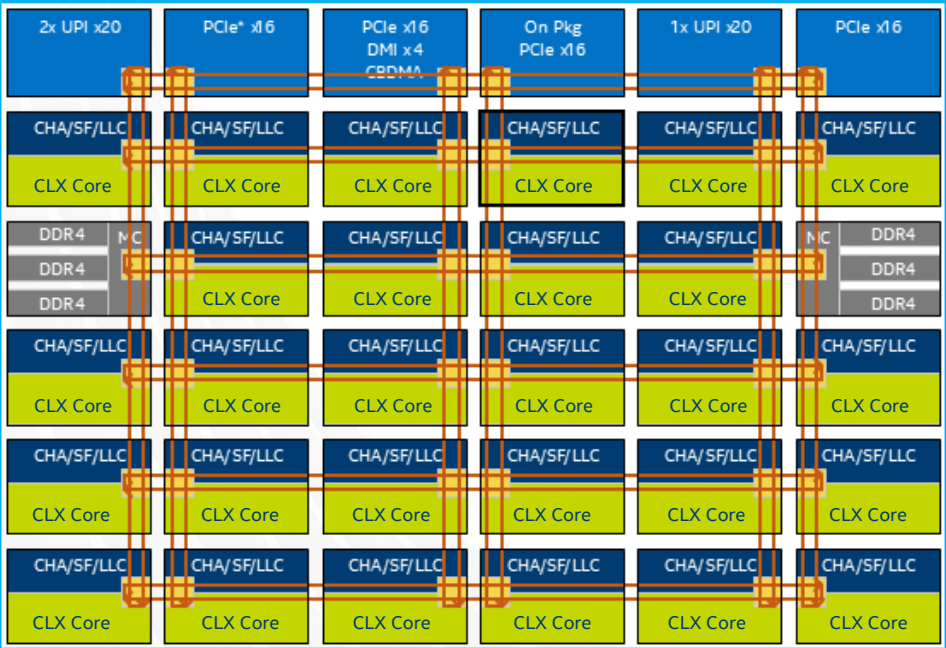 2x UPI x20
PCIe* x16
PCIe x16
DMI x4
CBDMA
On Pkg
PCIe x16
1x UPI x20
PCIe x16
CHA/SF/LLC
CLX Core
CHA/SF/LLC
CLX Core
CHA/SF/LLC
CLX Core
CHA/SF/LLC
CLX Core
CHA/SF/LLC
CLX Core
CHA/SF/LLC
CLX Core
DDR4
DDR4
DDR4
MC
CHA/SF/LLC
CLX Core
CHA/SF/LLC
CLX Core
CHA/SF/LLC
CLX Core
CHA/SF/LLC
CLX Core
MC
DDR4
DDR4
DDR4
CHA/SF/LLC
CLX Core
CHA/SF/LLC
CLX Core
CHA/SF/LLC
CLX Core
CHA/SF/LLC
CLX Core
CHA/SF/LLC
CLX Core
CHA/SF/LLC
CLX Core
CHA/SF/LLC
CLX Core
CHA/SF/LLC
CLX Core
CHA/SF/LLC
CLX Core
CHA/SF/LLC
CLX Core
CHA/SF/LLC
CLX Core
CHA/SF/LLC
CLX Core
CHA/SF/LLC
CLX Core
CHA/SF/LLC
CLX Core
CHA/SF/LLC
CLX Core
CHA/SF/LLC
CLX Core
CHA/SF/LLC
CLX Core
CHA/SF/LLC
CLX Core